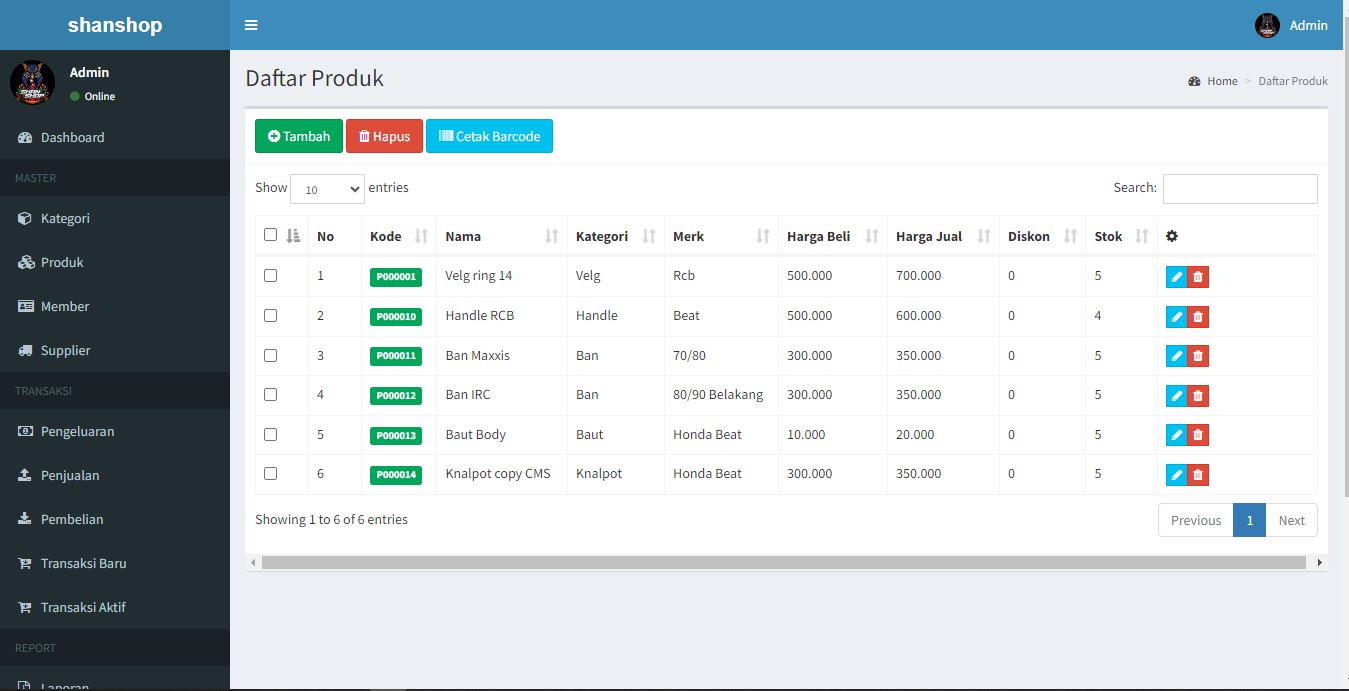 shanshop
Admin
Admin
Online
Dashboard
MASTER
Kategori
Produk
Member
Supplier
TRANSAKSI
Pengeluaran
Penjualan
Pembelian
Transaksi Baru
Transaksi Aktif
REPORT
Laporan
Daftar Produk
Home > Daftar Produk
Tambah Hapus Cetak Barcode
Show 10 entries Search:
No Kode Nama Kategori Merk Harga Beli Harga Jual Diskon Stok
1 P000001 Velg ring 14 Velg Rcb 500.000 700.000 0 5
2 P000010 Handle RCB Handle Beat 500.000 600.000 0 4
3 P000011 Ban Maxxis Ban 70/80 300.000 350.000 0 5
4 P000012 Ban IRC Ban 80/90 Belakang 300.000 350.000 0 5
5 P000013 Baut Body Baut Honda Beat 10.000 20.000 0 5
6 P000014 Knalpot copy CMS Knalpot Honda Beat 300.000 350.000 0 5
Showing 1 to 6 of 6 entries
Previous 1 Next